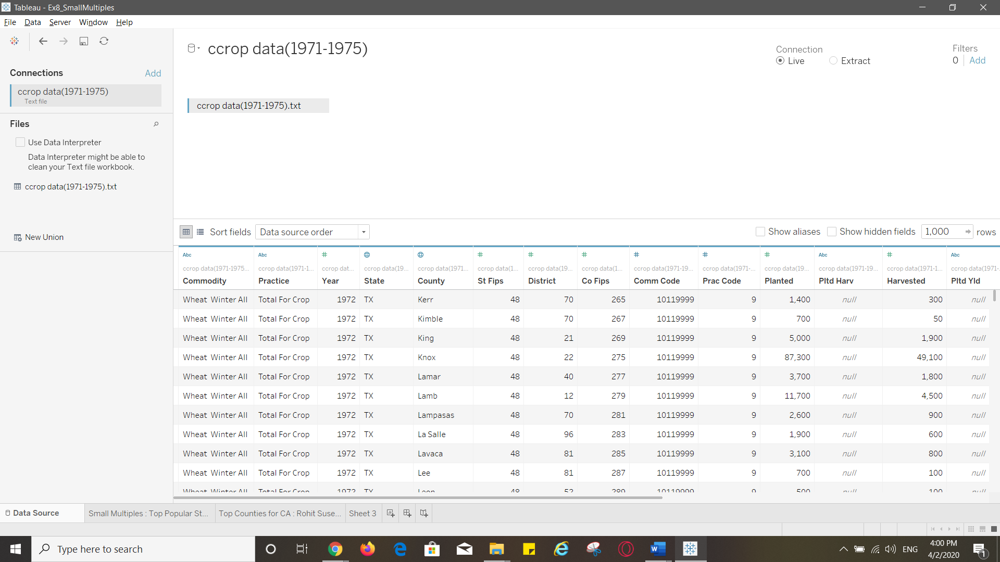 Tableau - Ex8_SmallMultiples
File Data Server Window Help
ccrop data(1971-1975)
Connection
Live Extract
Filters
0 Add
Connections Add
ccrop data(1971-1975)
Text file
ccrop data(1971-1975).txt
Files
Use Data Interpreter
Data Interpreter might be able to
clean your Text file workbook.
ccrop data(1971-1975).txt
New Union
Sort fields Data source order Show aliases Show hidden fields 1,000 rows
Abc Abc # # # # # # # Abc # Abc
ccrop data(1971-1975... ccrop data(1971-1... ccrop dat... ccrop data(19... ccrop data(1971... ccrop data(1... ccrop data(19... ccrop data(1... ccrop data(1971-19... ccrop data(1971-... ccrop data(19... ccrop data(1971-19... ccrop data(1971-1... ccrop data(1971-
Commodity Practice Year State County St Fips District Co Fips Comm Code Prac Code Planted Pltd Harv Harvested Pltd Yld
Wheat Winter All Total For Crop 1972 TX Kerr 48 70 265 10119999 9 1,400 null 300 null
Wheat Winter All Total For Crop 1972 TX Kimble 48 70 267 10119999 9 700 null 50 null
Wheat Winter All Total For Crop 1972 TX King 48 21 269 10119999 9 5,000 null 1,900 null
Wheat Winter All Total For Crop 1972 TX Knox 48 22 275 10119999 9 87,300 null 49,100 null
Wheat Winter All Total For Crop 1972 TX Lamar 48 40 277 10119999 9 3,700 null 1,800 null
Wheat Winter All Total For Crop 1972 TX Lamb 48 12 279 10119999 9 11,700 null 4,500 null
Wheat Winter All Total For Crop 1972 TX Lampasas 48 70 281 10119999 9 2,600 null 900 null
Wheat Winter All Total For Crop 1972 TX La Salle 48 96 283 10119999 9 1,900 null 600 null
Wheat Winter All Total For Crop 1972 TX Lavaca 48 81 285 10119999 9 3,100 null 800 null
Wheat Winter All Total For Crop 1972 TX Lee 48 81 287 10119999 9 700 null 100 null
Wheat Winter All Total For Crop 1972 TX Leon 48 52 289 10119999 9 500 null 100 null
Data Source Small Multiples : Top Popular St... Top Counties for CA : Rohit Suse... Sheet 3
Type here to search
ENG
4:00 PM
4/2/2020
1